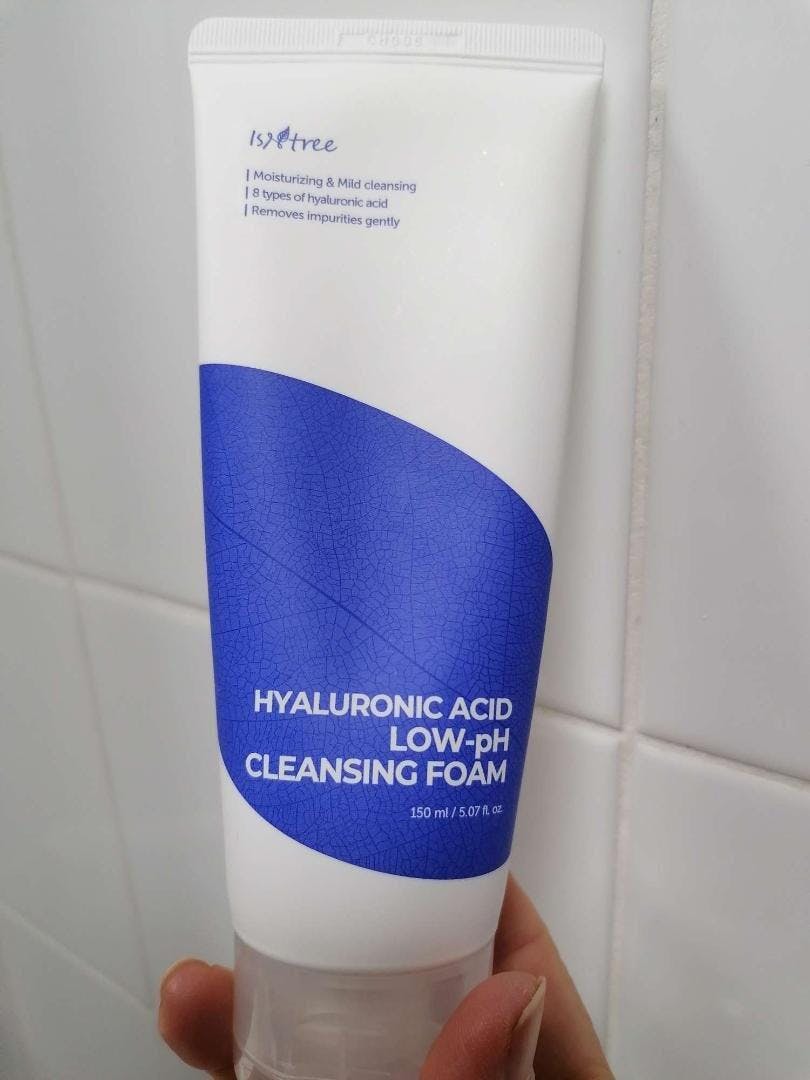 Isntree
Moisturizing & Mild cleansing
8 types of hyaluronic acid
Removes impurities gently
HYALURONIC ACID
LOW-pH
CLEANSING FOAM
150 ml / 5.07 fl. oz.